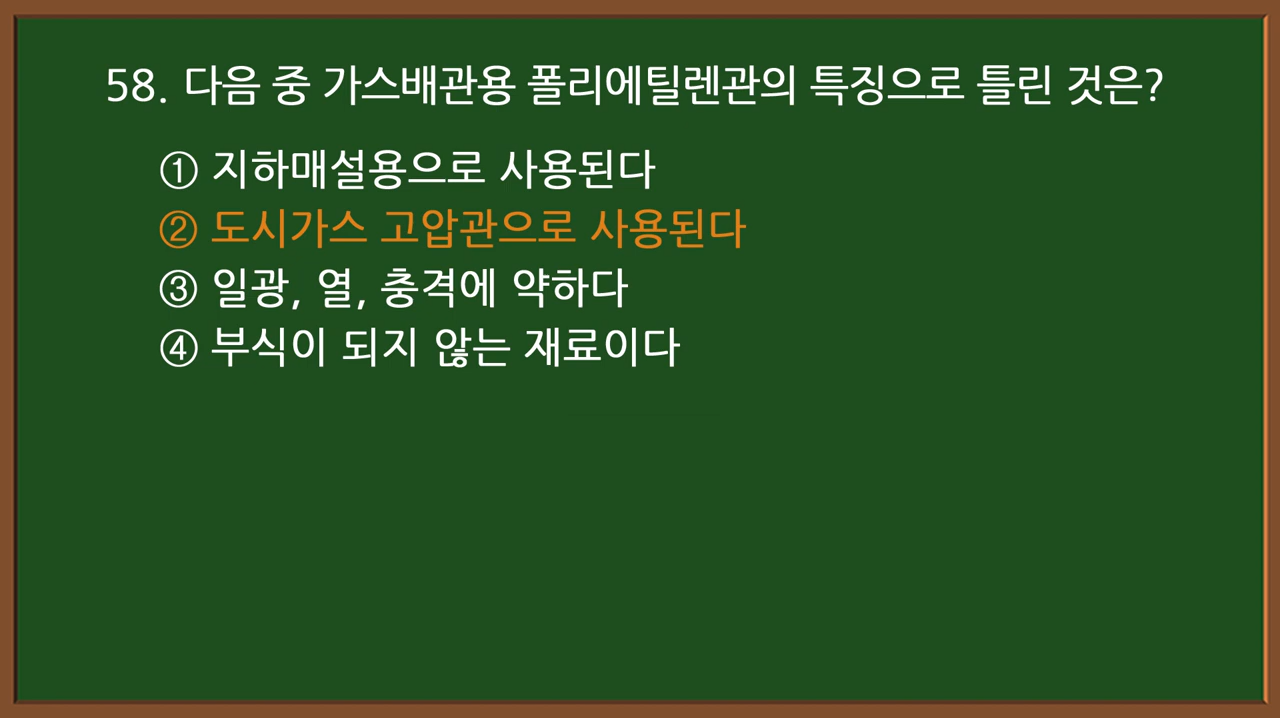 58. 다음 중 가스배관용 폴리에틸렌관의 특징으로 틀린 것은?
① 지하매설용으로 사용된다
② 도시가스 고압관으로 사용된다
③ 일광, 열, 충격에 약하다
④ 부식이 되지 않는 재료이다